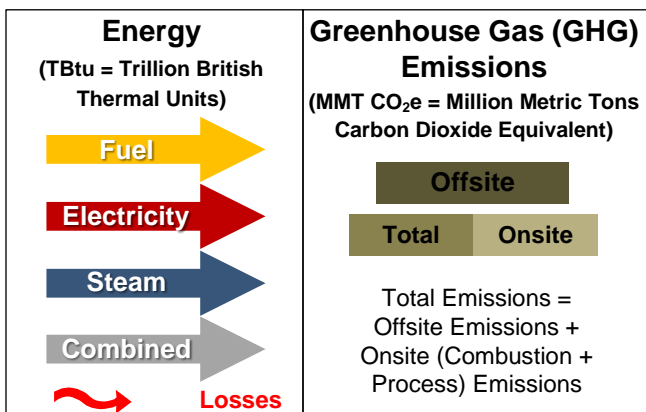 Energy
(TBtu = Trillion British
Thermal Units)
Fuel
Electricity
Steam
Combined
Losses
Greenhouse Gas (GHG)
Emissions
(MMT CO₂e = Million Metric Tons
Carbon Dioxide Equivalent)
Offsite
Total Onsite
Total Emissions =
Offsite Emissions +
Onsite (Combustion +
Process) Emissions